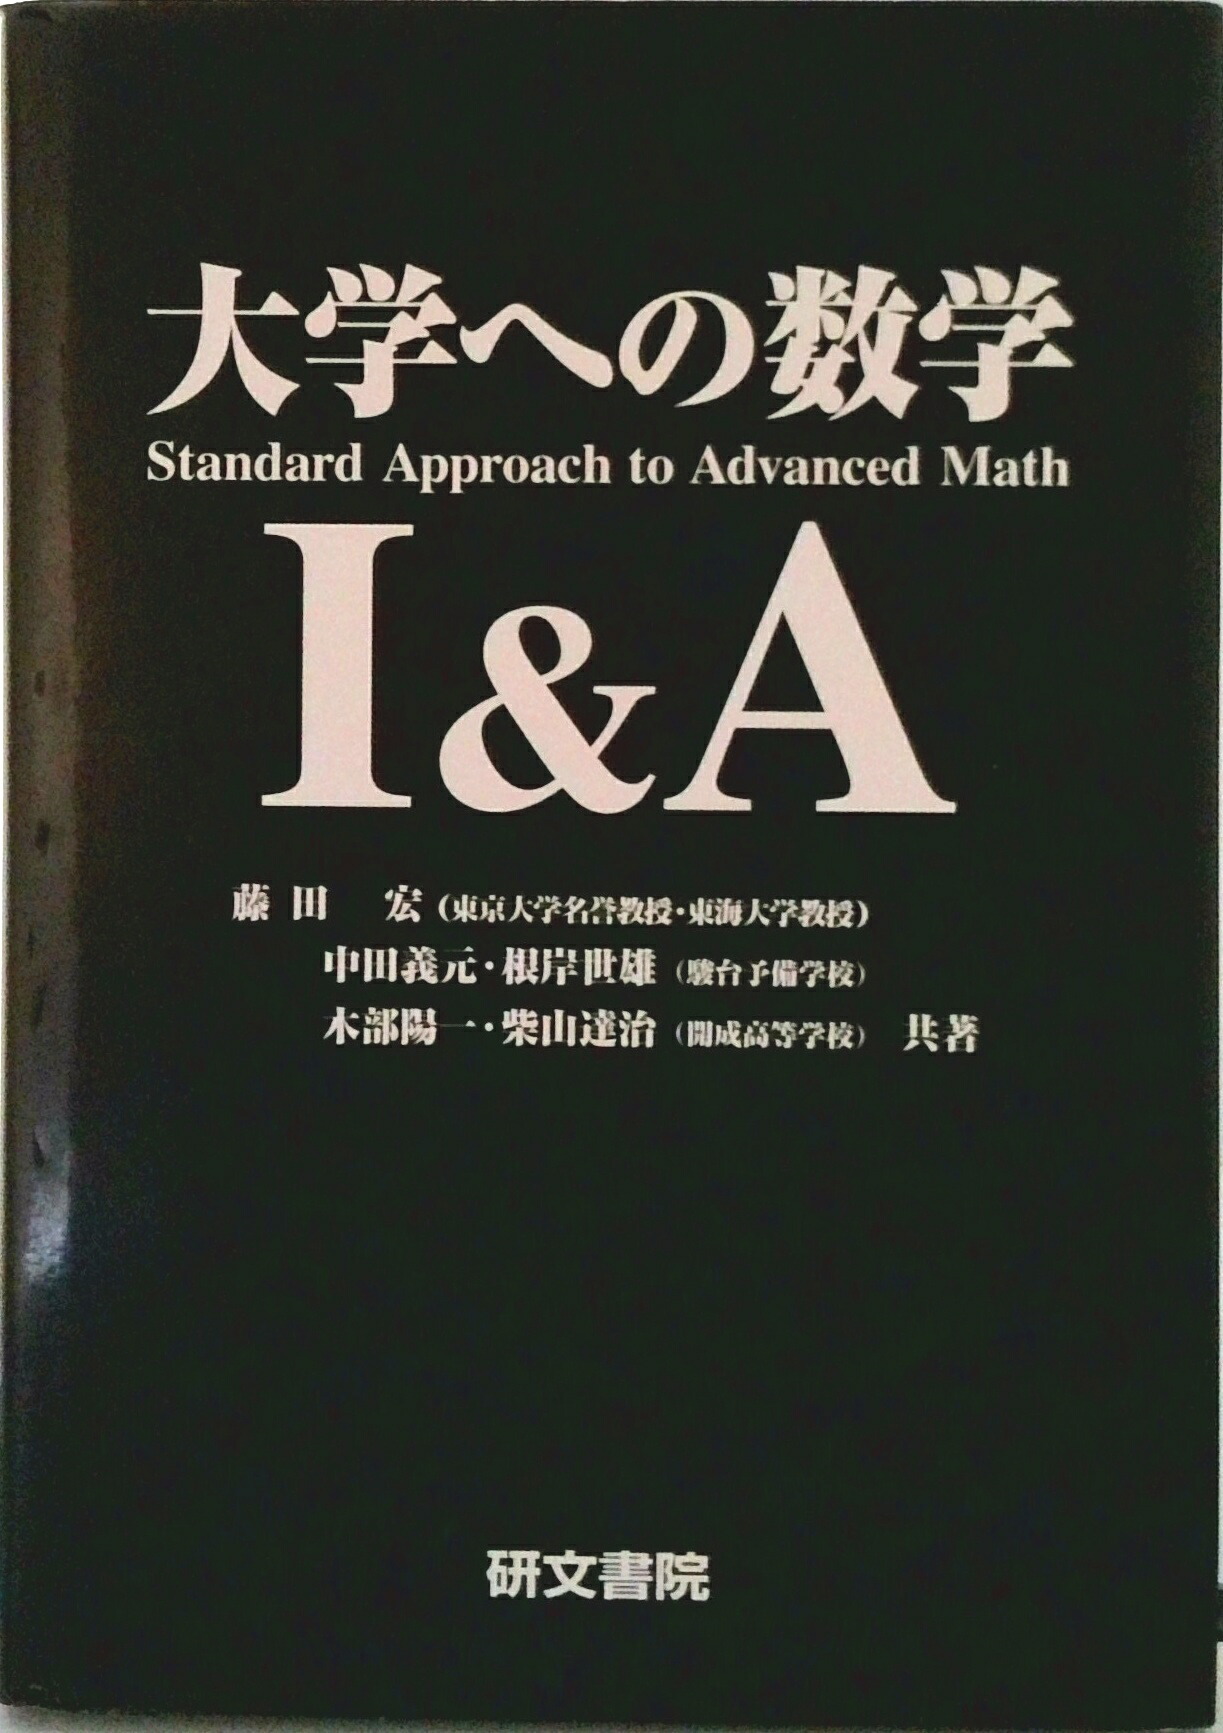 大学への数学
Standard Approach to Advanced Math
I&A
藤田 宏(東京大学名誉教授・東海大学教授)
中田義元・根岸世雄(駿台予備学校)
木部陽一・柴山達治(開成高等学校) 共著
研文書院